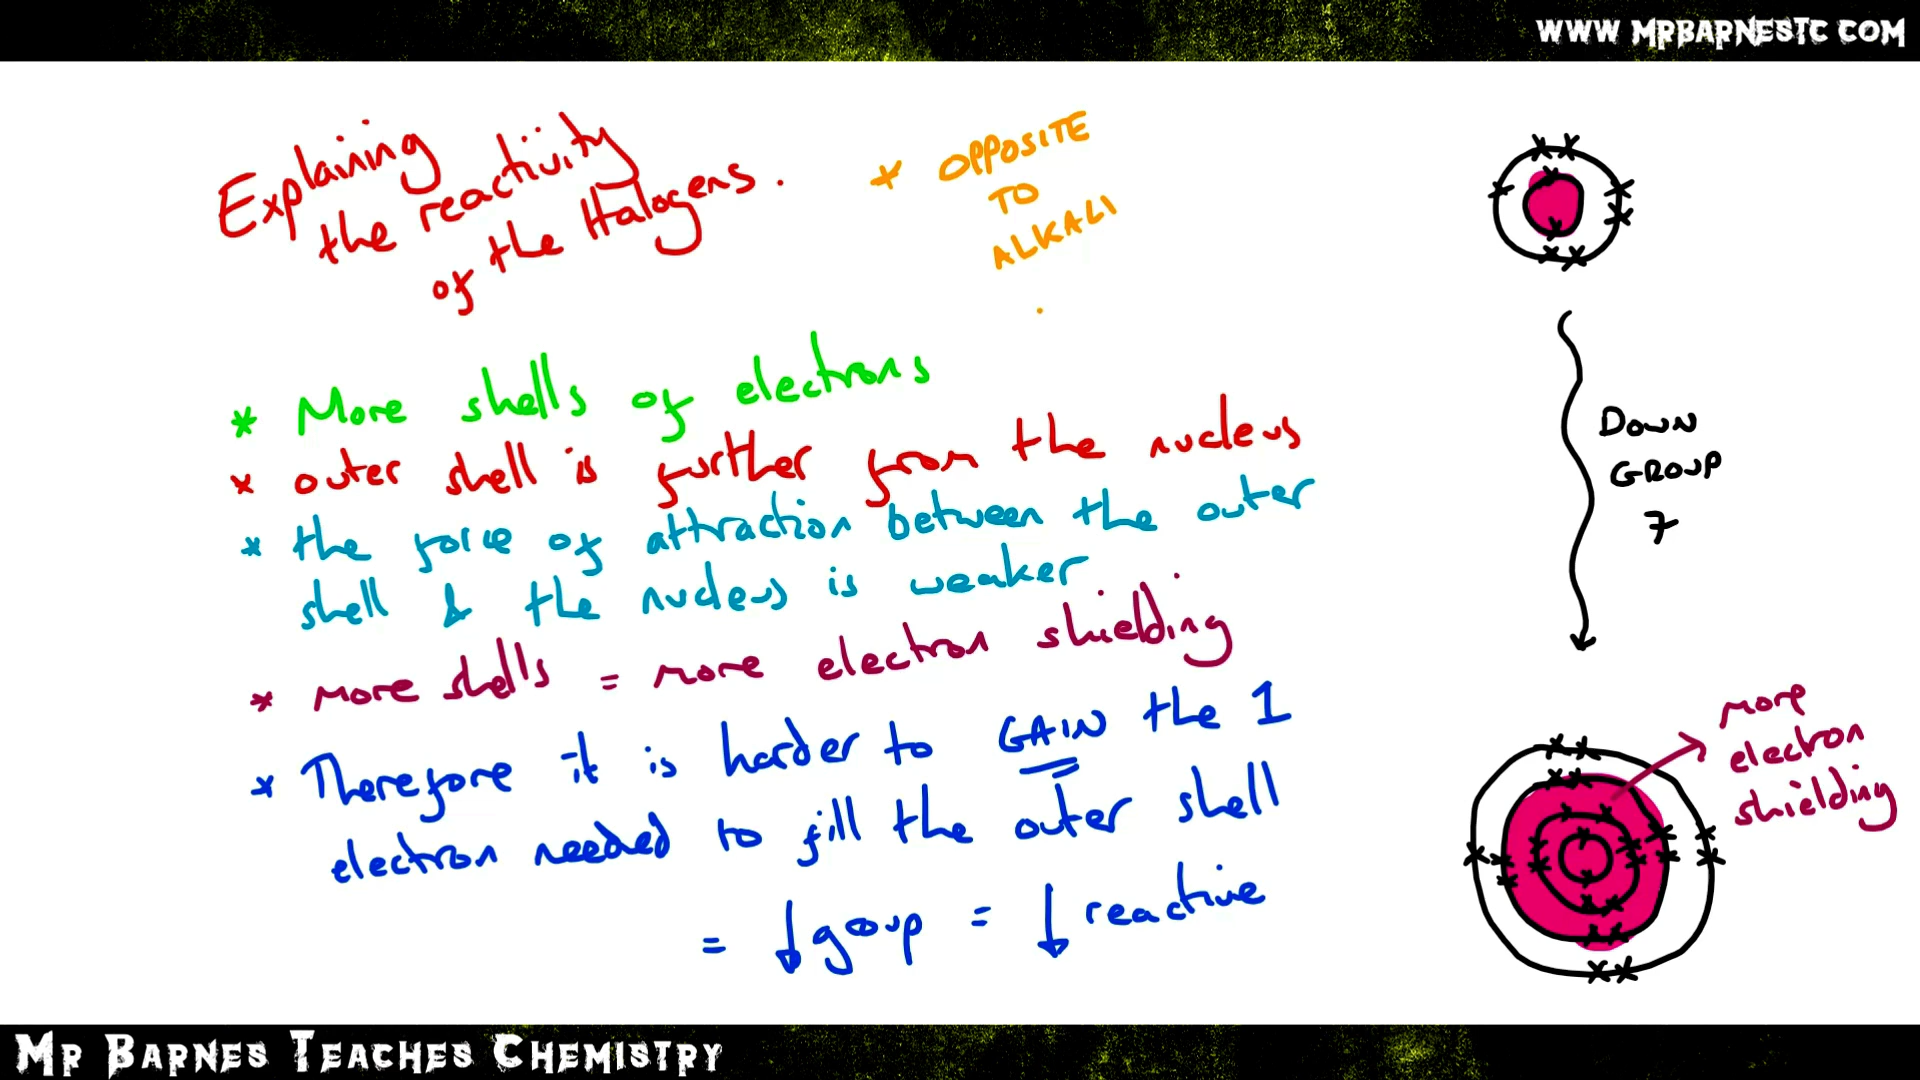 WWW MRBARNESTC COM
Explaining
the reactivity
of the Halogens.
* OPPOSITE
TO
ALKALI
* More shells of electrons
* outer shell is further from the nucleus
* the force of attraction between the outer
shell & the nucleus is weaker
* more shells = more electron shielding
* Therefore it is harder to GAIN the 1
electron needed to fill the outer shell
= ↓ group = ↓ reactive
DOWN
GROUP
7
more
electron
shielding
MR BARNES TEACHES CHEMISTRY